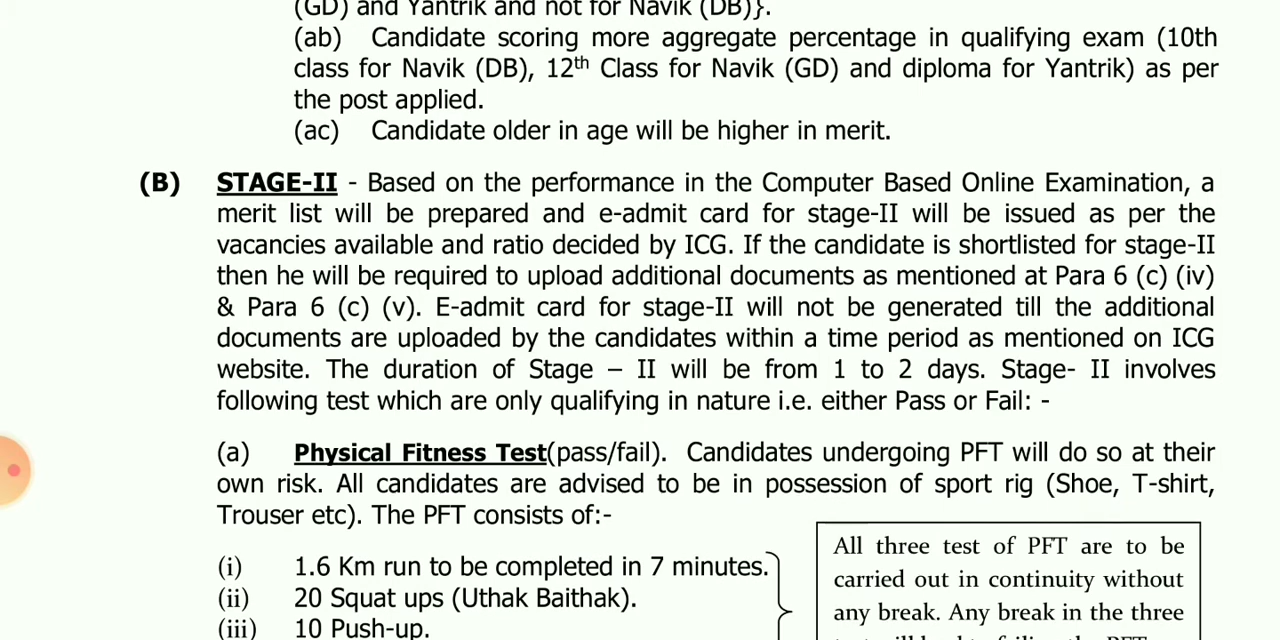 (GD) and Yantrik and not for Navik (DB)}.
(ab) Candidate scoring more aggregate percentage in qualifying exam (10th
class for Navik (DB), 12th Class for Navik (GD) and diploma for Yantrik) as per
the post applied.
(ac) Candidate older in age will be higher in merit.
(B) STAGE-II - Based on the performance in the Computer Based Online Examination, a
merit list will be prepared and e-admit card for stage-II will be issued as per the
vacancies available and ratio decided by ICG. If the candidate is shortlisted for stage-II
then he will be required to upload additional documents as mentioned at Para 6 (c) (iv)
& Para 6 (c) (v). E-admit card for stage-II will not be generated till the additional
documents are uploaded by the candidates within a time period as mentioned on ICG
website. The duration of Stage – II will be from 1 to 2 days. Stage- II involves
following test which are only qualifying in nature i.e. either Pass or Fail: -
(a) Physical Fitness Test(pass/fail). Candidates undergoing PFT will do so at their
own risk. All candidates are advised to be in possession of sport rig (Shoe, T-shirt,
Trouser etc). The PFT consists of:-
(i) 1.6 Km run to be completed in 7 minutes.
(ii) 20 Squat ups (Uthak Baithak).
(iii) 10 Push-up.
All three test of PFT are to be
carried out in continuity without
any break. Any break in the three